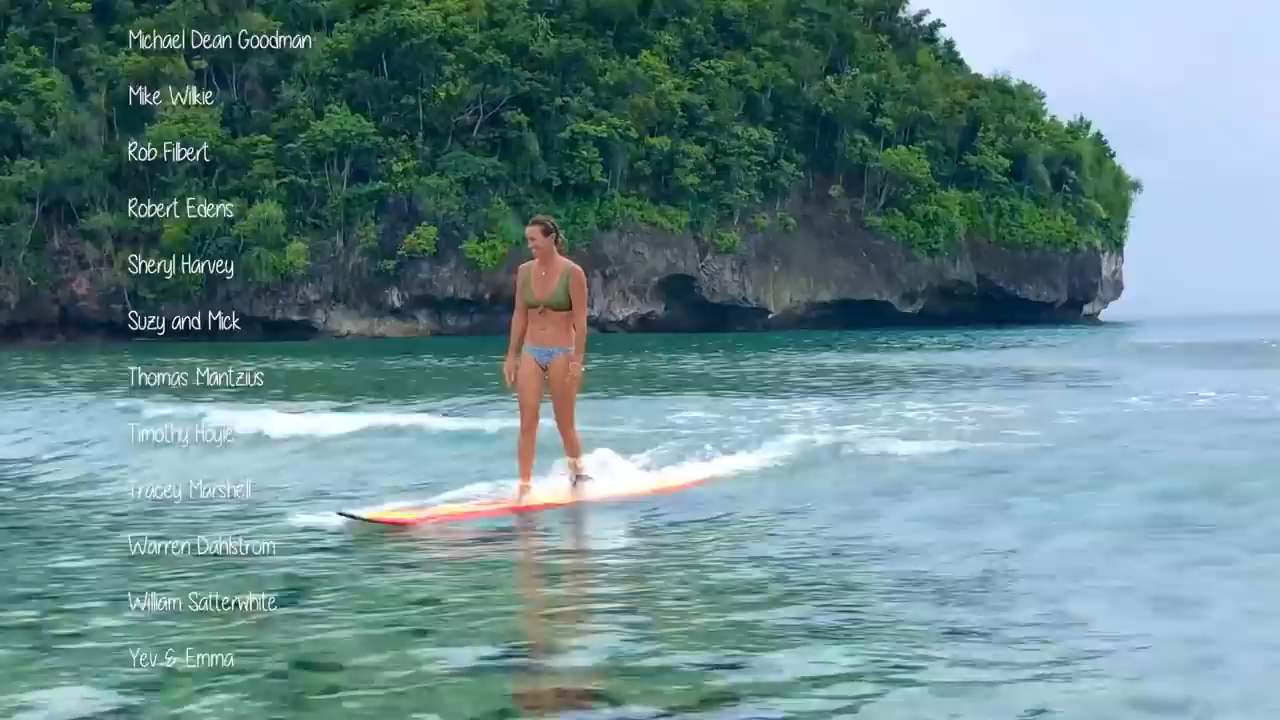 Michael Dean Goodman
Mike Wilkie
Rob Filbert
Robert Edens
Sheryl Harvey
Suzy and Mick
Thomas Mantzius
Timothy Hoyle
Tracey Marshell
Warren Dahlstrom
William Satterwhite
Yev & Emma